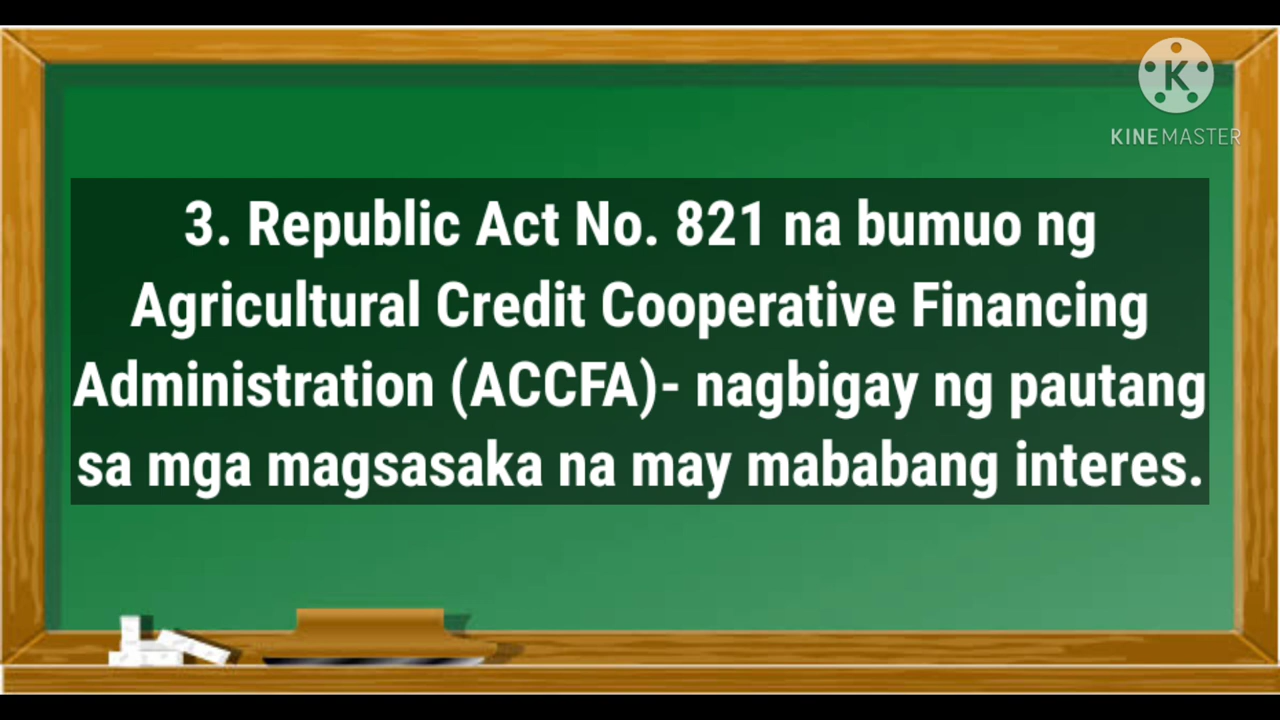 KINEMASTER
3. Republic Act No. 821 na bumuo ng
Agricultural Credit Cooperative Financing
Administration (ACCFA)- nagbigay ng pautang
sa mga magsasaka na may mababang interes.